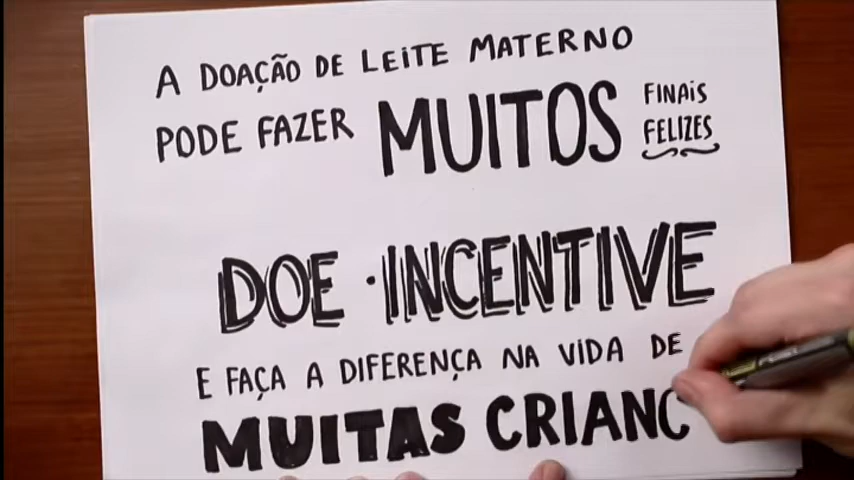 A DOAÇÃO DE LEITE MATERNO
PODE FAZER MUITOS FINAIS FELIZES
DOE · INCENTIVE
E FAÇA A DIFERENÇA NA VIDA DE
MUITAS CRIANC